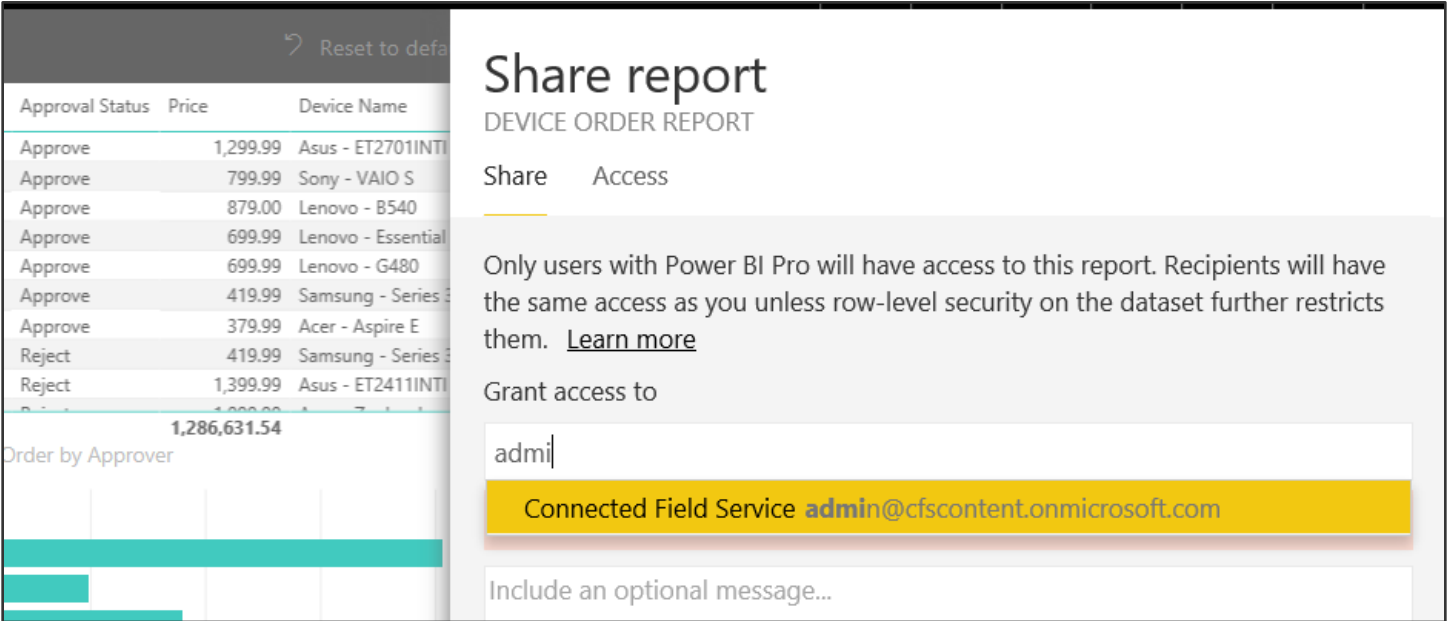 Reset to defa
Approval Status Price Device Name
Approve 1,299.99 Asus - ET2701INTI
Approve 799.99 Sony - VAIO S
Approve 879.00 Lenovo - B540
Approve 699.99 Lenovo - Essential
Approve 699.99 Lenovo - G480
Approve 419.99 Samsung - Series 3
Approve 379.99 Acer - Aspire E
Reject 419.99 Samsung - Series 3
Reject 1,399.99 Asus - ET2411INTI
1,286,631.54
Order by Approver
Share report
DEVICE ORDER REPORT
Share Access
Only users with Power BI Pro will have access to this report. Recipients will have
the same access as you unless row-level security on the dataset further restricts
them. Learn more
Grant access to
admi
Connected Field Service admin@cfscontent.onmicrosoft.com
Include an optional message...